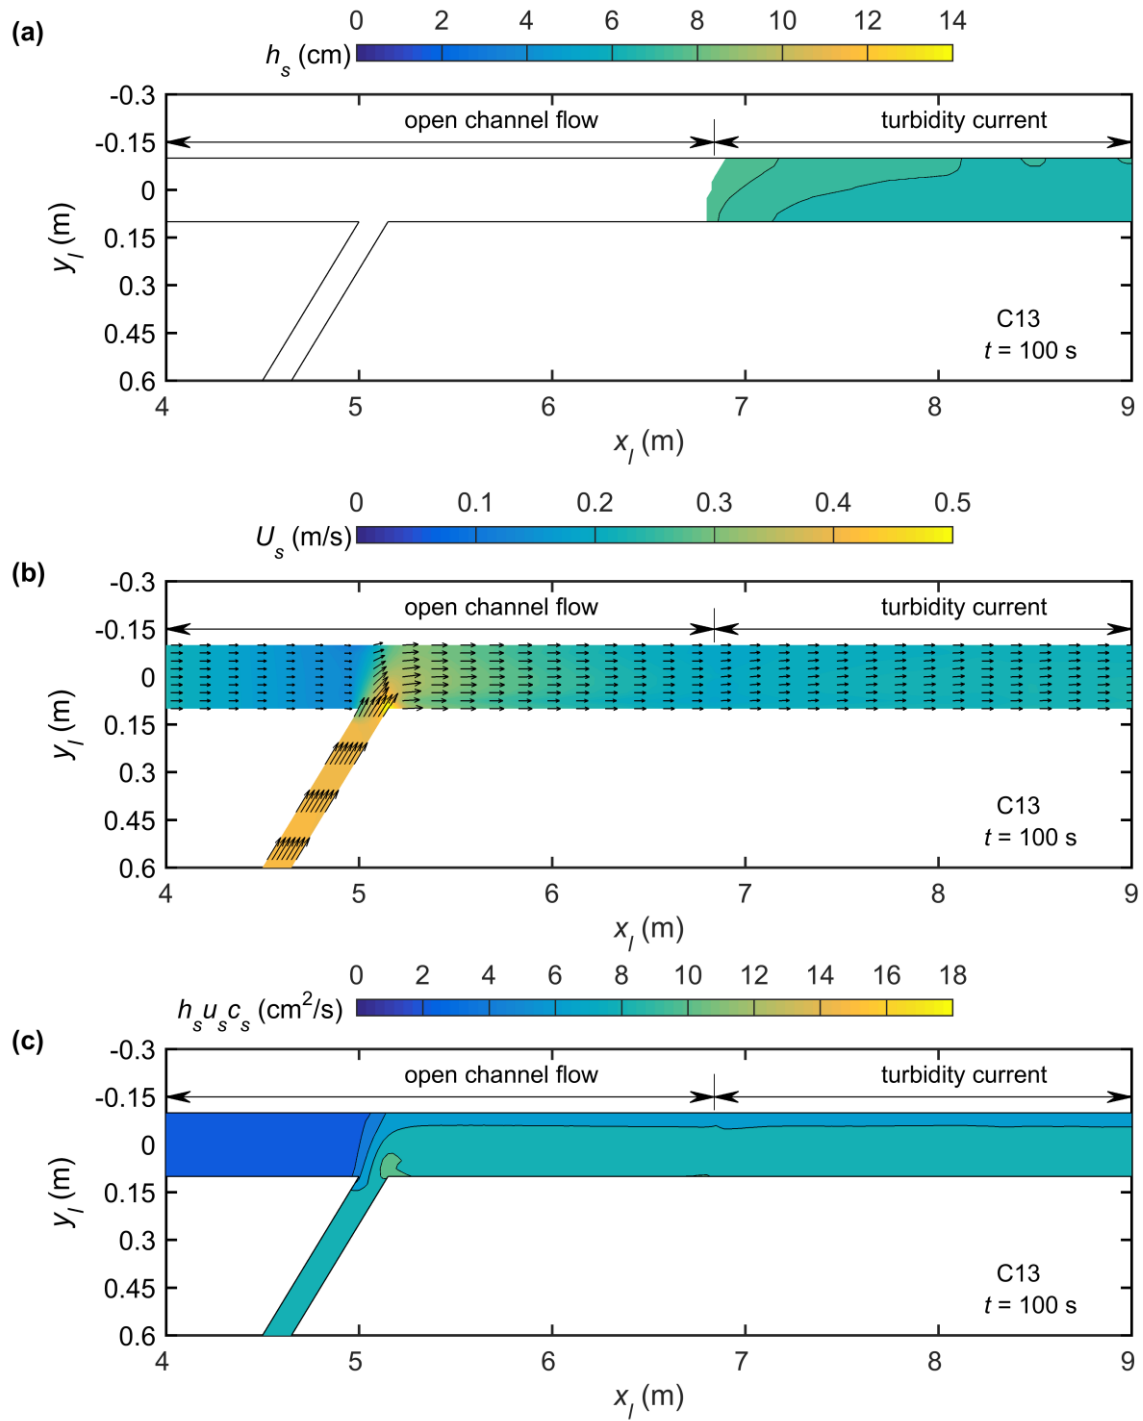 (a)
0 2 4 6 8 10 12 14
h_s (cm)
-0.3
open channel flow turbidity current
-0.15
0
0.15
0.3
0.45
0.6
y_l (m)
C13
t = 100 s
4 5 6 7 8 9
x_l (m)
(b)
0 0.1 0.2 0.3 0.4 0.5
U_s (m/s)
-0.3
open channel flow turbidity current
-0.15
0
0.15
0.3
0.45
0.6
y_l (m)
C13
t = 100 s
4 5 6 7 8 9
x_l (m)
(c)
0 2 4 6 8 10 12 14 16 18
h_s u_s c_s (cm²/s)
-0.3
open channel flow turbidity current
-0.15
0
0.15
0.3
0.45
0.6
y_l (m)
C13
t = 100 s
4 5 6 7 8 9
x_l (m)